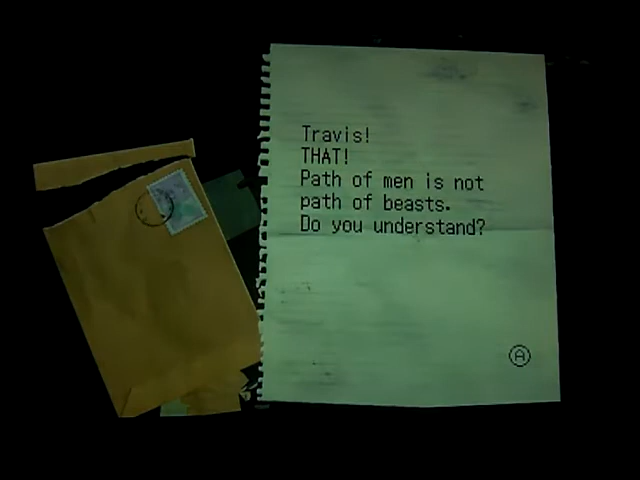 Travis!
THAT!
Path of men is not
path of beasts.
Do you understand?
A